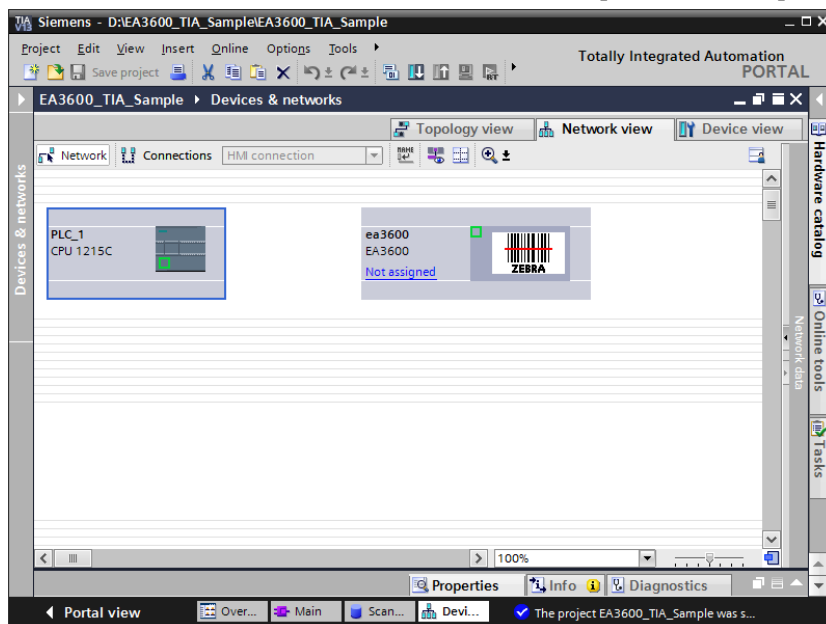 Siemens - D:\EA3600_TIA_Sample\EA3600_TIA_Sample
Project Edit View Insert Online Options Tools
Totally Integrated Automation
PORTAL
Save project
EA3600_TIA_Sample Devices & networks
Topology view Network view Device view
Network Connections HMI connection
PLC_1
CPU 1215C
ea3600
EA3600
Not assigned
ZEBRA
Devices & networks
Hardware catalog
Online tools
Tasks
Network data
100%
Properties Info Diagnostics
Portal view Over... Main Scan... Devi... The project EA3600_TIA_Sample was s...